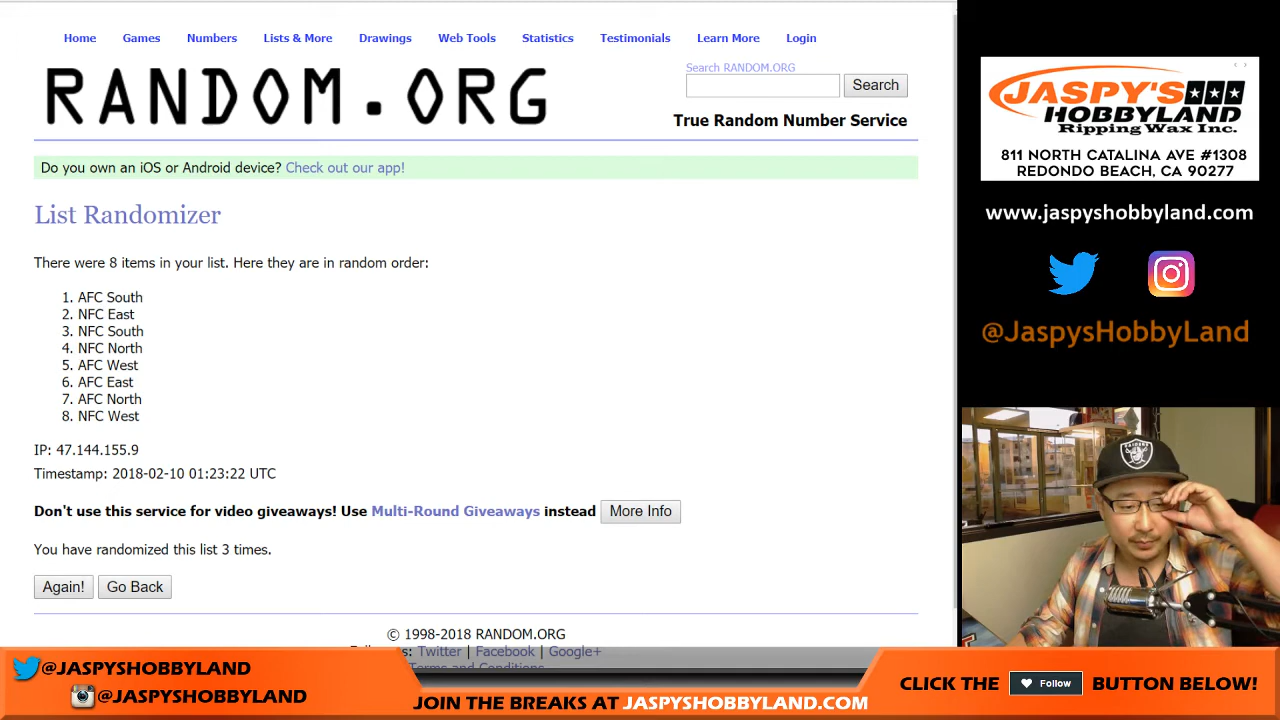 Home Games Numbers Lists & More Drawings Web Tools Statistics Testimonials Learn More Login
RANDOM.ORG
Search RANDOM.ORG
Search
True Random Number Service
Do you own an iOS or Android device? Check out our app!
List Randomizer
There were 8 items in your list. Here they are in random order:
1. AFC South
2. NFC East
3. NFC South
4. NFC North
5. AFC West
6. AFC East
7. AFC North
8. NFC West
IP: 47.144.155.9
Timestamp: 2018-02-10 01:23:22 UTC
Don't use this service for video giveaways! Use Multi-Round Giveaways instead More Info
You have randomized this list 3 times.
Again! Go Back
© 1998-2018 RANDOM.ORG
Twitter | Facebook | Google+
Terms and Conditions
JASPY'S
HOBBYLAND
Ripping Wax Inc.
811 NORTH CATALINA AVE #1308
REDONDO BEACH, CA 90277
www.jaspyshobbyland.com
@JaspysHobbyLand
RAIDERS
@JASPYSHOBBYLAND
@JASPYSHOBBYLAND
JOIN THE BREAKS AT JASPYSHOBBYLAND.COM
CLICK THE Follow BUTTON BELOW!